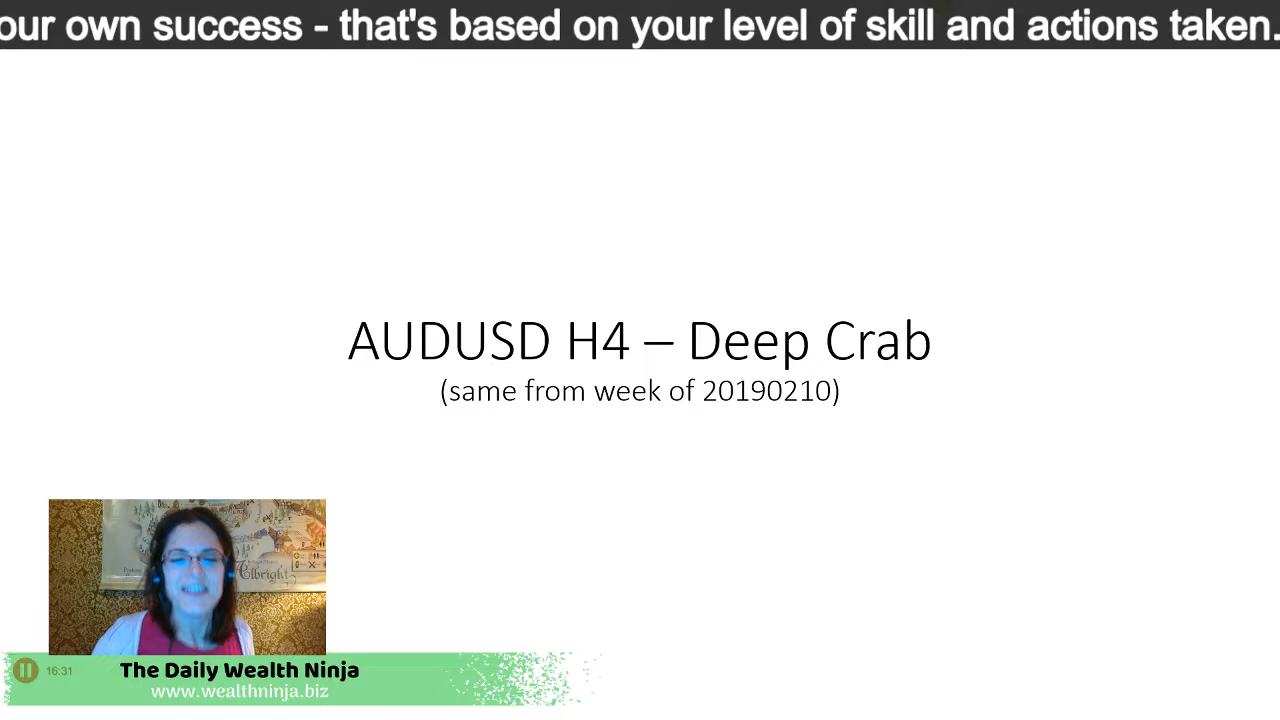 our own success - that's based on your level of skill and actions taken.
AUDUSD H4 – Deep Crab
(same from week of 20190210)
Elbright
16:31
The Daily Wealth Ninja
www.wealthninja.biz